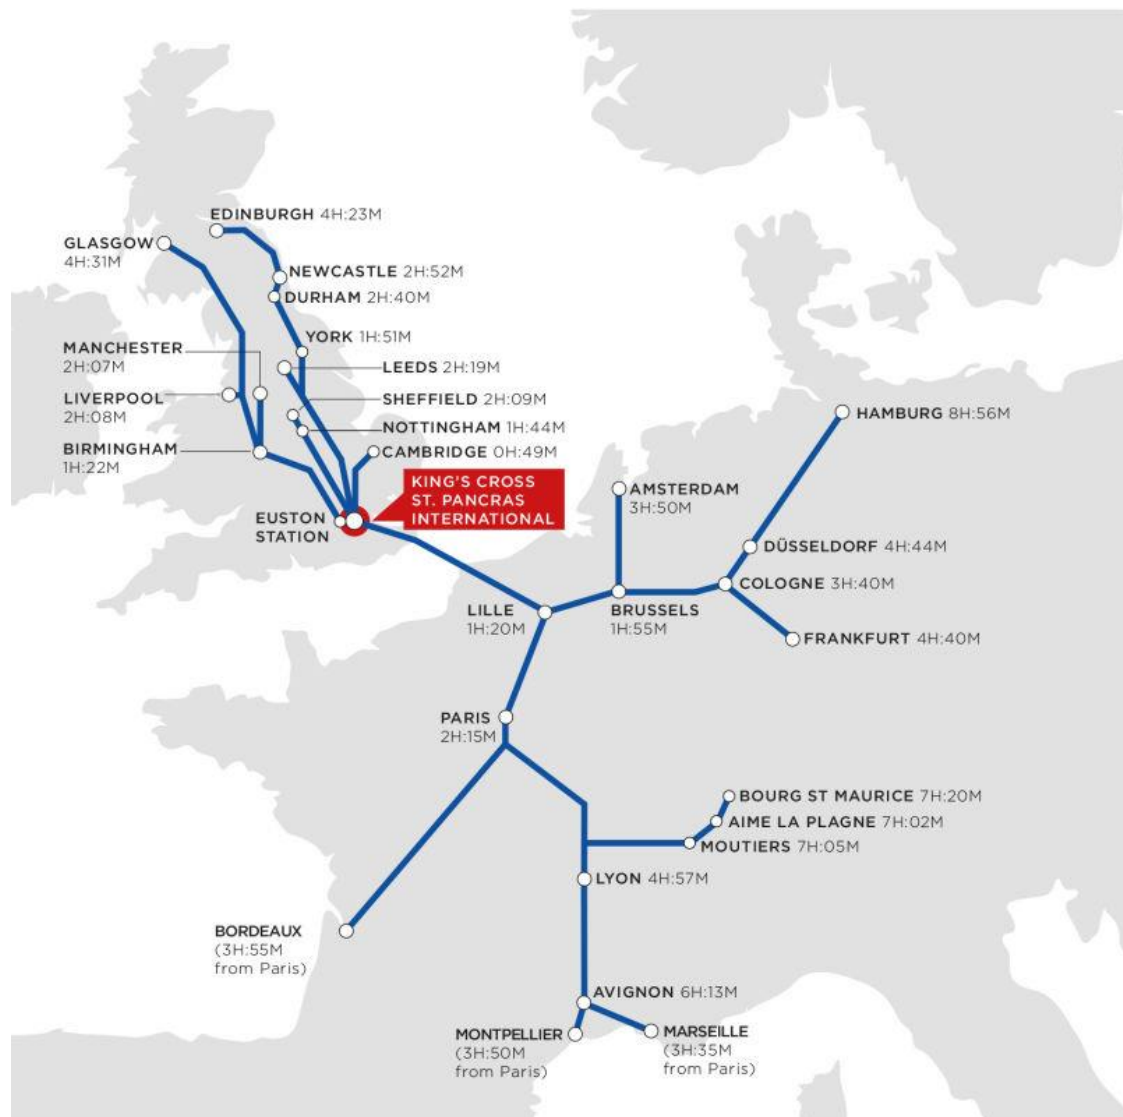 EDINBURGH 4H:23M
GLASGOW
4H:31M
NEWCASTLE 2H:52M
DURHAM 2H:40M
YORK 1H:51M
MANCHESTER
2H:07M
LEEDS 2H:19M
LIVERPOOL
2H:08M
SHEFFIELD 2H:09M
NOTTINGHAM 1H:44M
BIRMINGHAM
1H:22M
CAMBRIDGE 0H:49M
KING'S CROSS
ST. PANCRAS
INTERNATIONAL
EUSTON
STATION
HAMBURG 8H:56M
AMSTERDAM
3H:50M
DÜSSELDORF 4H:44M
COLOGNE 3H:40M
LILLE
1H:20M
BRUSSELS
1H:55M
FRANKFURT 4H:40M
PARIS
2H:15M
BOURG ST MAURICE 7H:20M
AIME LA PLAGNE 7H:02M
MOUTIERS 7H:05M
LYON 4H:57M
BORDEAUX
(3H:55M
from Paris)
AVIGNON 6H:13M
MONTPELLIER
(3H:50M
from Paris)
MARSEILLE
(3H:35M
from Paris)